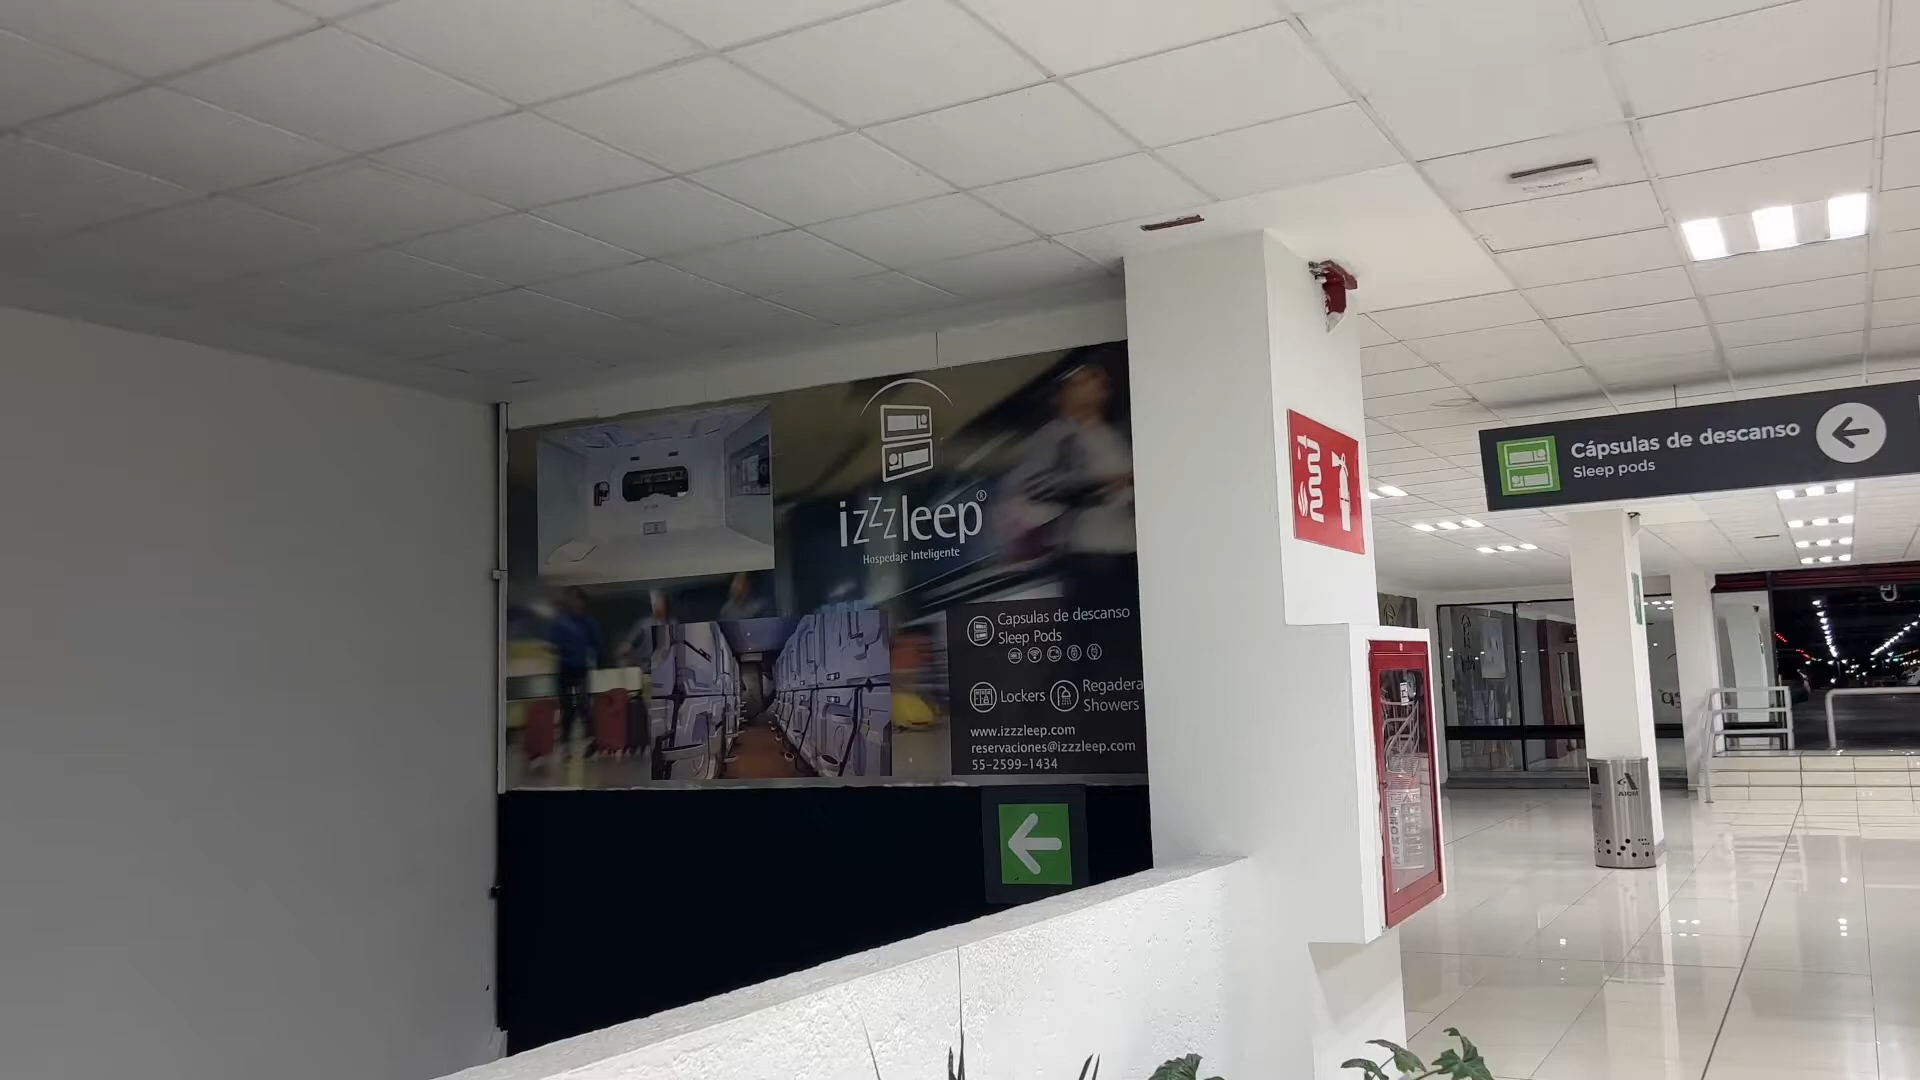 izzzleep®
Hospedaje Inteligente
Capsulas de descanso
Sleep Pods
Lockers
Regadera
Showers
www.izzzleep.com
reservaciones@izzzleep.com
55-2599-1434
Cápsulas de descanso
Sleep pods
AICM